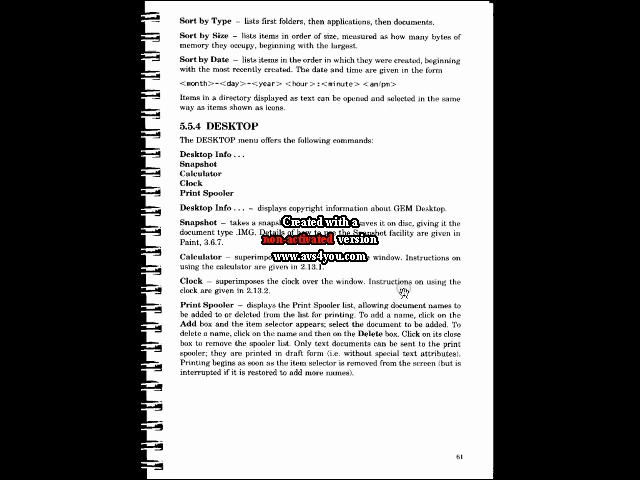 Sort by Type – lists first folders, then applications, then documents.
Sort by Size – lists items in order of size, measured as how many bytes of
memory they occupy, beginning with the largest.
Sort by Date – lists items in the order in which they were created, beginning
with the most recently created. The date and time are given in the form
<month>-<day>-<year> <hour>:<minute> <am/pm>
Items in a directory displayed as text can be opened and selected in the same
way as items shown as icons.
5.5.4 DESKTOP
The DESKTOP menu offers the following commands:
Desktop Info . . .
Snapshot
Calculator
Clock
Print Spooler
Desktop Info . . . – displays copyright information about GEM Desktop.
Snapshot – takes a snaps aves it on disc, giving it the
document type .IMG. Details of how to use the Snapshot facility are given in
Paint, 3.6.7.
Calculator – superimpo window. Instructions on
using the calculator are given in 2.13.1.
Clock – superimposes the clock over the window. Instructions on using the
clock are given in 2.13.2.
Print Spooler – displays the Print Spooler list, allowing document names to
be added to or deleted from the list for printing. To add a name, click on the
Add box and the item selector appears; select the document to be added. To
delete a name, click on the name and then on the Delete box. Click on its close
box to remove the spooler list. Only text documents can be sent to the print
spooler; they are printed in draft form (i.e. without special text attributes).
Printing begins as soon as the item selector is removed from the screen (but is
interrupted if it is restored to add more names).
61
Created with a
non-activated version
www.avs4you.com